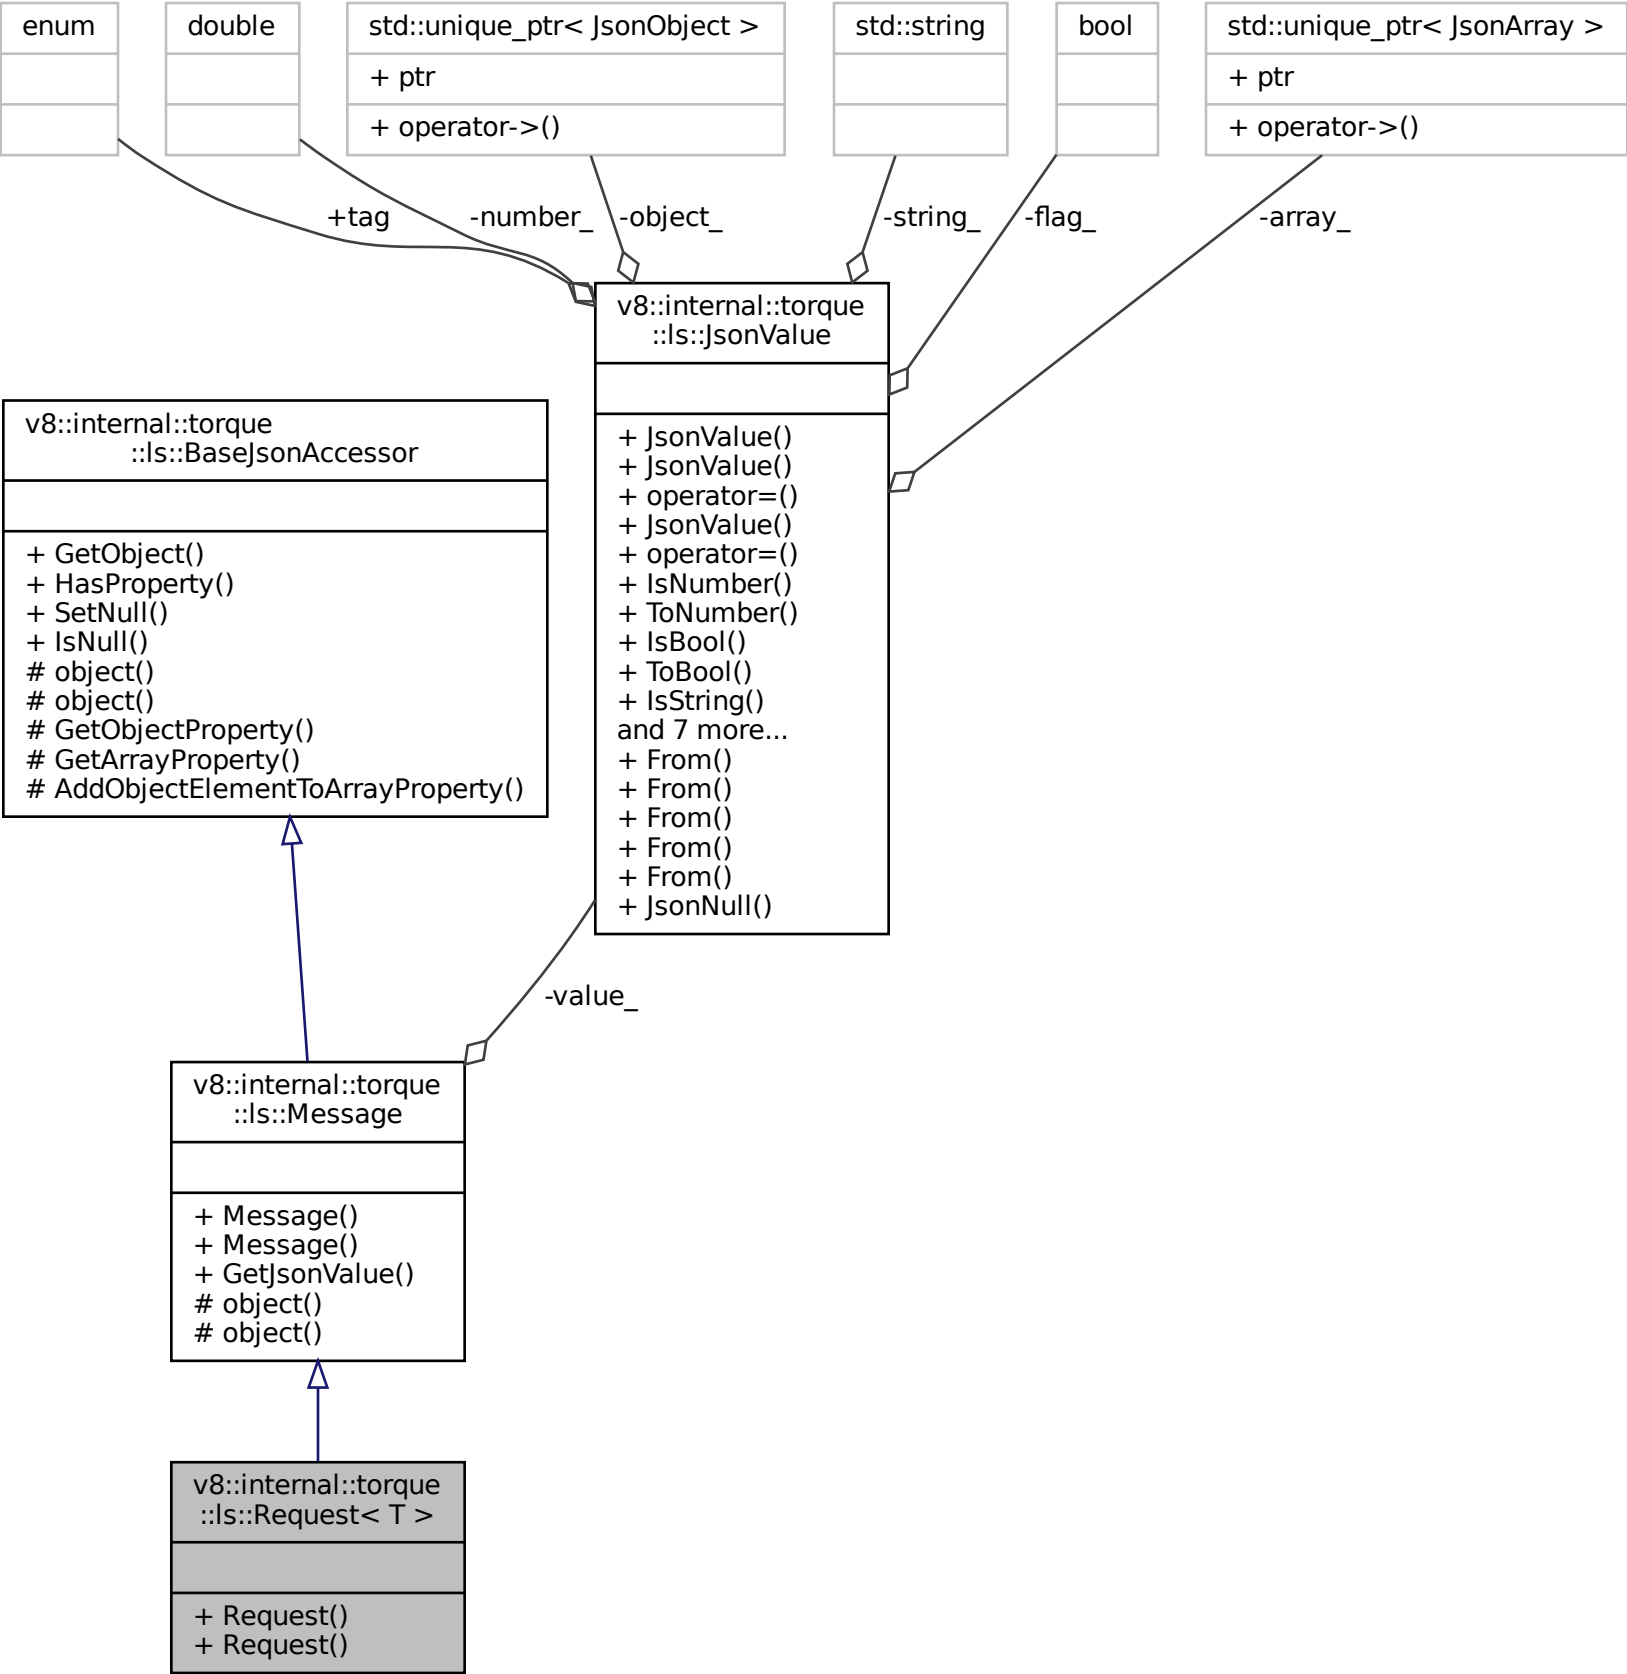 enum
double
std::unique_ptr< JsonObject >
+ ptr
+ operator->()
std::string
bool
std::unique_ptr< JsonArray >
+ ptr
+ operator->()
+tag
-number_
-object_
-string_
-flag_
-array_
v8::internal::torque
::ls::JsonValue
+ JsonValue()
+ JsonValue()
+ operator=()
+ JsonValue()
+ operator=()
+ IsNumber()
+ ToNumber()
+ IsBool()
+ ToBool()
+ IsString()
and 7 more...
+ From()
+ From()
+ From()
+ From()
+ From()
+ JsonNull()
v8::internal::torque
::ls::BaseJsonAccessor
+ GetObject()
+ HasProperty()
+ SetNull()
+ IsNull()
# object()
# object()
# GetObjectProperty()
# GetArrayProperty()
# AddObjectElementToArrayProperty()
-value_
v8::internal::torque
::ls::Message
+ Message()
+ Message()
+ GetJsonValue()
# object()
# object()
v8::internal::torque
::ls::Request< T >
+ Request()
+ Request()